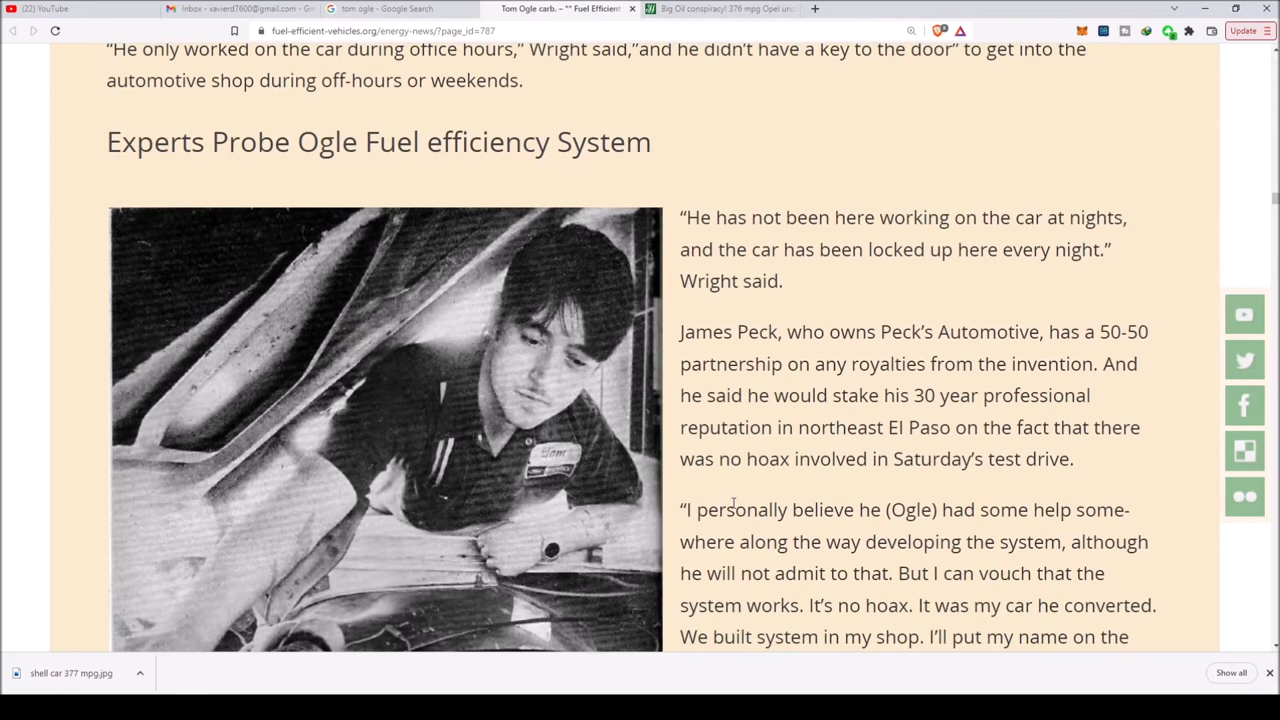 (22) YouTube
Inbox - xavierd7600@gmail.com - Gm
tom ogle - Google Search
Tom Ogle carb. – ** Fuel Efficient
Big Oil conspiracy! 376 mpg Opel unc
fuel-efficient-vehicles.org/energy-news/?page_id=787
Update
“He only worked on the car during office hours,” Wright said,”and he didn’t have a key to the door” to get into the
automotive shop during off-hours or weekends.
Experts Probe Ogle Fuel efficiency System
“He has not been here working on the car at nights,
and the car has been locked up here every night.”
Wright said.
James Peck, who owns Peck’s Automotive, has a 50-50
partnership on any royalties from the invention. And
he said he would stake his 30 year professional
reputation in northeast El Paso on the fact that there
was no hoax involved in Saturday’s test drive.
“I personally believe he (Ogle) had some help some-
where along the way developing the system, although
he will not admit to that. But I can vouch that the
system works. It’s no hoax. It was my car he converted.
We built system in my shop. I’ll put my name on the
Tom
shell car 377 mpg.jpg
Show all